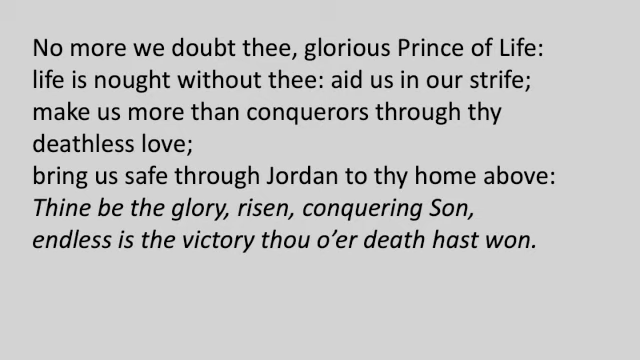 No more we doubt thee, glorious Prince of Life:
life is nought without thee: aid us in our strife;
make us more than conquerors through thy
deathless love;
bring us safe through Jordan to thy home above:
Thine be the glory, risen, conquering Son,
endless is the victory thou o’er death hast won.